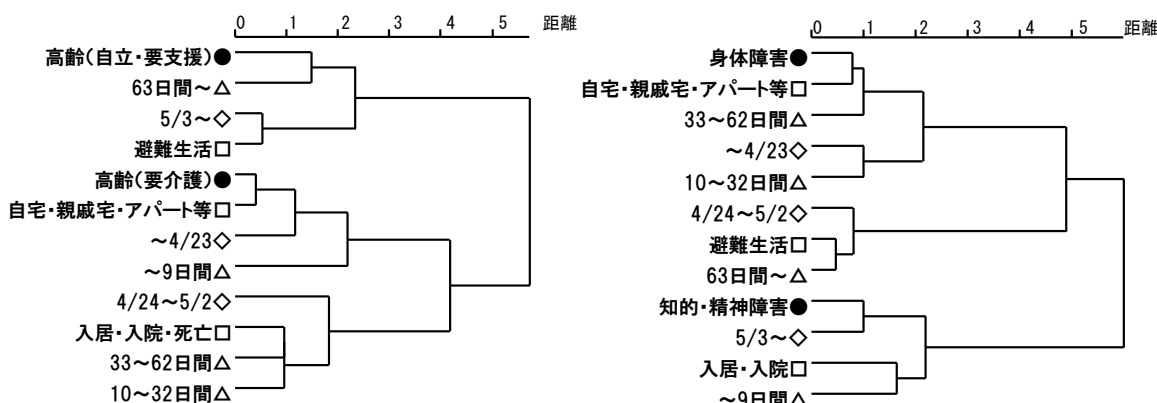 0 1 2 3 4 5 距離
高齢(自立・要支援)●
63日間～△
5/3～◇
避難生活□
高齢(要介護)●
自宅・親戚宅・アパート等□
～4/23◇
～9日間△
4/24～5/2◇
入居・入院・死亡□
33～62日間△
10～32日間△
0 1 2 3 4 5 距離
身体障害●
自宅・親戚宅・アパート等□
33～62日間△
～4/23◇
10～32日間△
4/24～5/2◇
避難生活□
63日間～△
知的・精神障害●
5/3～◇
入居・入院□
～9日間△